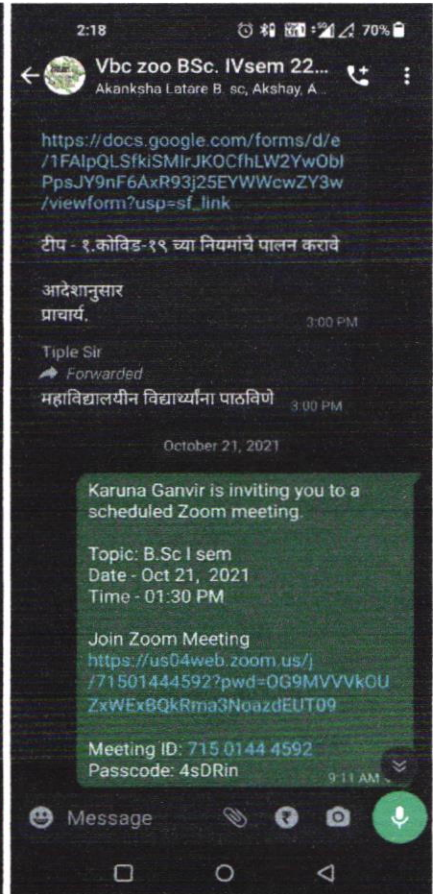 2:18
70%
Vbc zoo BSc. IVsem 22...
Akanksha Latare B. sc, Akshay, A...
https://docs.google.com/forms/d/e
/1FAIpQLSfkiSMIrJKOCfhLW2YwObI
PpsJY9nF6AxR93j25EYWWcwZY3w
/viewform?usp=sf_link
टीप - १.कोविड-१९ च्या नियमांचे पालन करावे
आदेशानुसार
प्राचार्य.
3:00 PM
Tiple Sir
Forwarded
महाविद्यालयीन विद्यार्थ्यांना पाठविणे
3:00 PM
October 21, 2021
Karuna Ganvir is inviting you to a
scheduled Zoom meeting.
Topic: B.Sc I sem
Date - Oct 21, 2021
Time - 01:30 PM
Join Zoom Meeting
https://us04web.zoom.us/j
/71501444592?pwd=OG9MVVVkOU
ZxWExBQkRma3NoazdEUT09
Meeting ID: 715 0144 4592
Passcode: 4sDRin
9:11 AM
Message